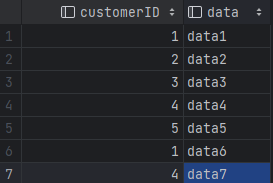 customerID data
1 1 data1
2 2 data2
3 3 data3
4 4 data4
5 5 data5
6 1 data6
7 4 data7